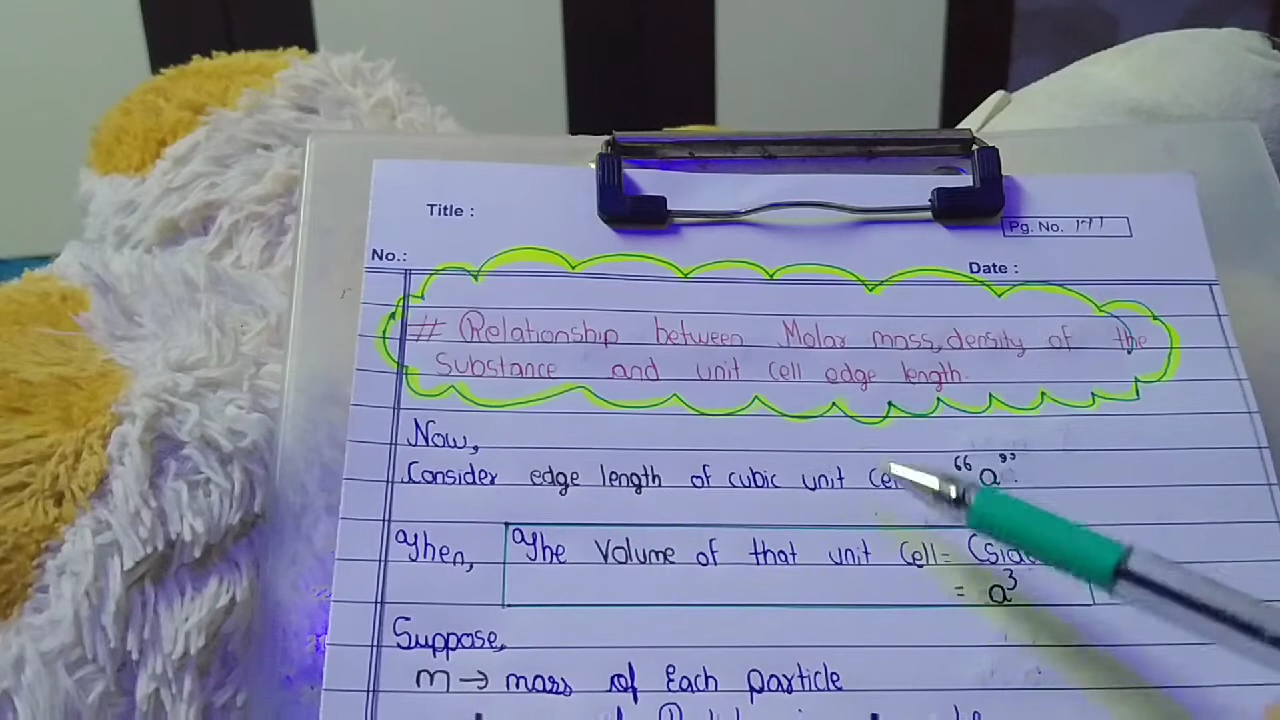 Title :
Pg. No. 177
No.:
Date :
# Relationship between Molar mass, density of the
Substance and unit cell edge length.
Now,
Consider edge length of cubic unit "a".
Then, The Volume of that unit cell =
= a³
Suppose,
m → mass of Each particle